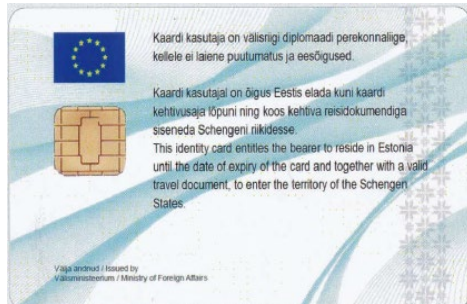 Kaardi kasutaja on välisriigi diplomaadi perekonnaliige,
kellele ei laiene puutumatus ja eesõigused.
Kaardi kasutajal on õigus Eestis elada kuni kaardi
kehtivusaja lõpuni ning koos kehtiva reisidokumendiga
siseneda Schengeni riikidesse.
This identity card entitles the bearer to reside in Estonia
until the date of expiry of the card and together with a valid
travel document, to enter the territory of the Schengen
States.
Välja andnud / Issued by
Välisministeerium / Ministry of Foreign Affairs